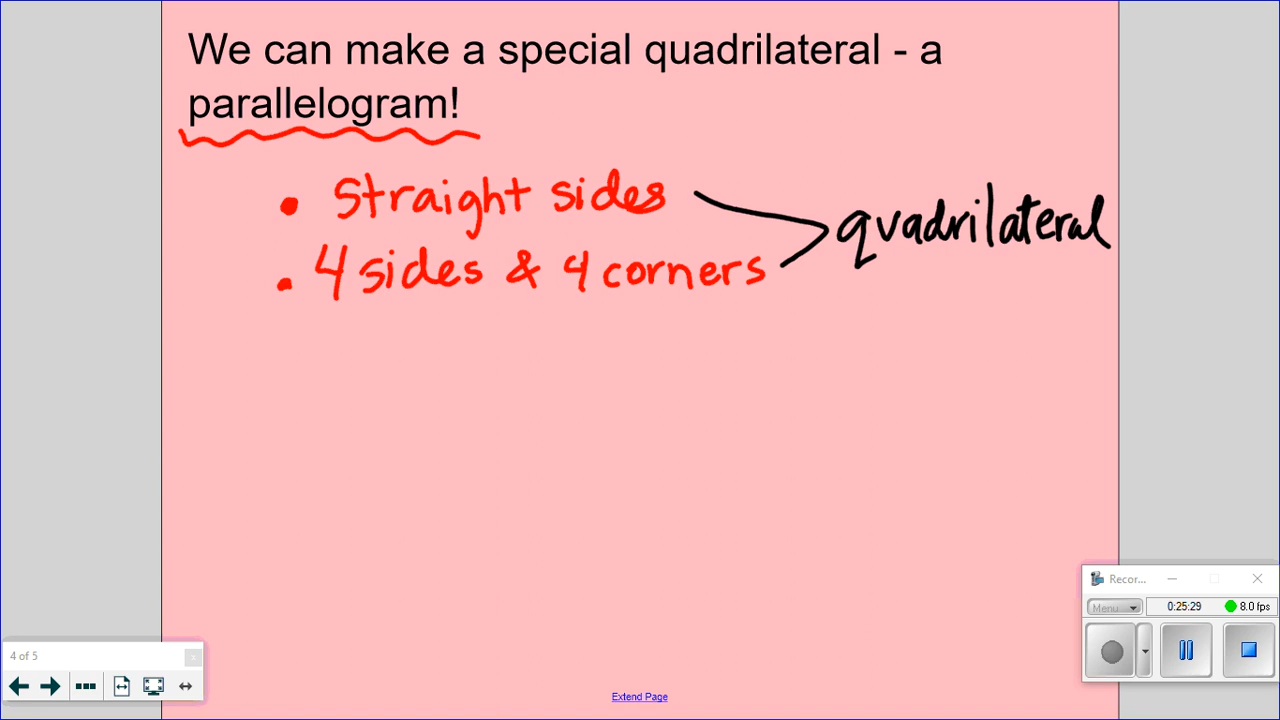 We can make a special quadrilateral - a
parallelogram!
• Straight sides
• 4 sides & 4 corners
quadrilateral
Recor...
Menu
0:25:29
8.0 fps
4 of 5
Extend Page